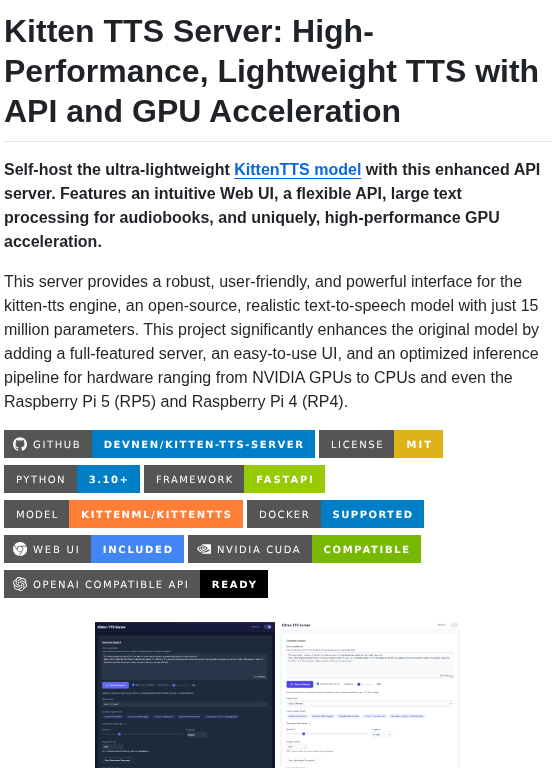 Kitten TTS Server: High-
Performance, Lightweight TTS with
API and GPU Acceleration
Self-host the ultra-lightweight KittenTTS model with this enhanced API
server. Features an intuitive Web UI, a flexible API, large text
processing for audiobooks, and uniquely, high-performance GPU
acceleration.
This server provides a robust, user-friendly, and powerful interface for the
kitten-tts engine, an open-source, realistic text-to-speech model with just 15
million parameters. This project significantly enhances the original model by
adding a full-featured server, an easy-to-use UI, and an optimized inference
pipeline for hardware ranging from NVIDIA GPUs to CPUs and even the
Raspberry Pi 5 (RP5) and Raspberry Pi 4 (RP4).
GITHUB DEVNEN/KITTEN-TTS-SERVER LICENSE MIT
PYTHON 3.10+ FRAMEWORK FASTAPI
MODEL KITTENML/KITTENTTS DOCKER SUPPORTED
WEB UI INCLUDED NVIDIA CUDA COMPATIBLE
OPENAI COMPATIBLE API READY
Kitten TTS Server Kitten TTS Server